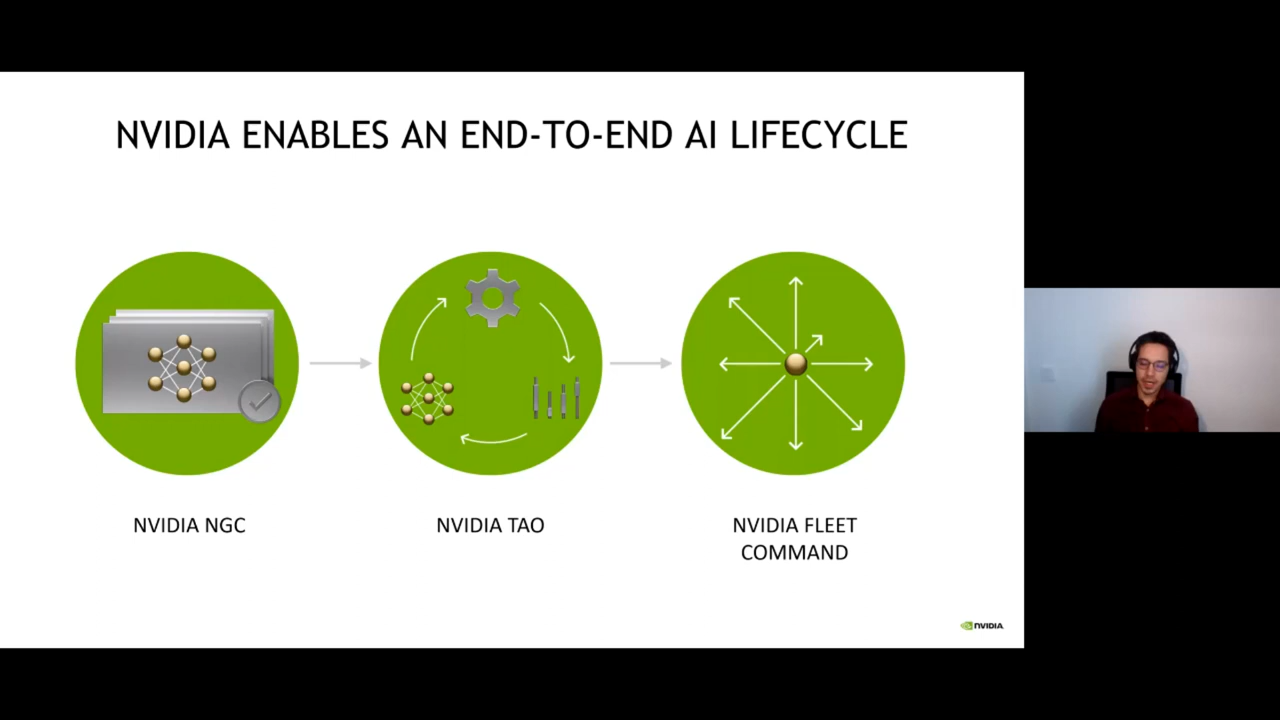 NVIDIA ENABLES AN END-TO-END AI LIFECYCLE
NVIDIA NGC
NVIDIA TAO
NVIDIA FLEET
COMMAND
NVIDIA